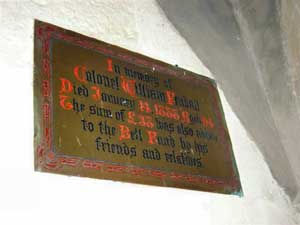 In memory of
Colonel William
Died January 13
The sum of £ was also
to the Bell Fund by his
friends and relatives.